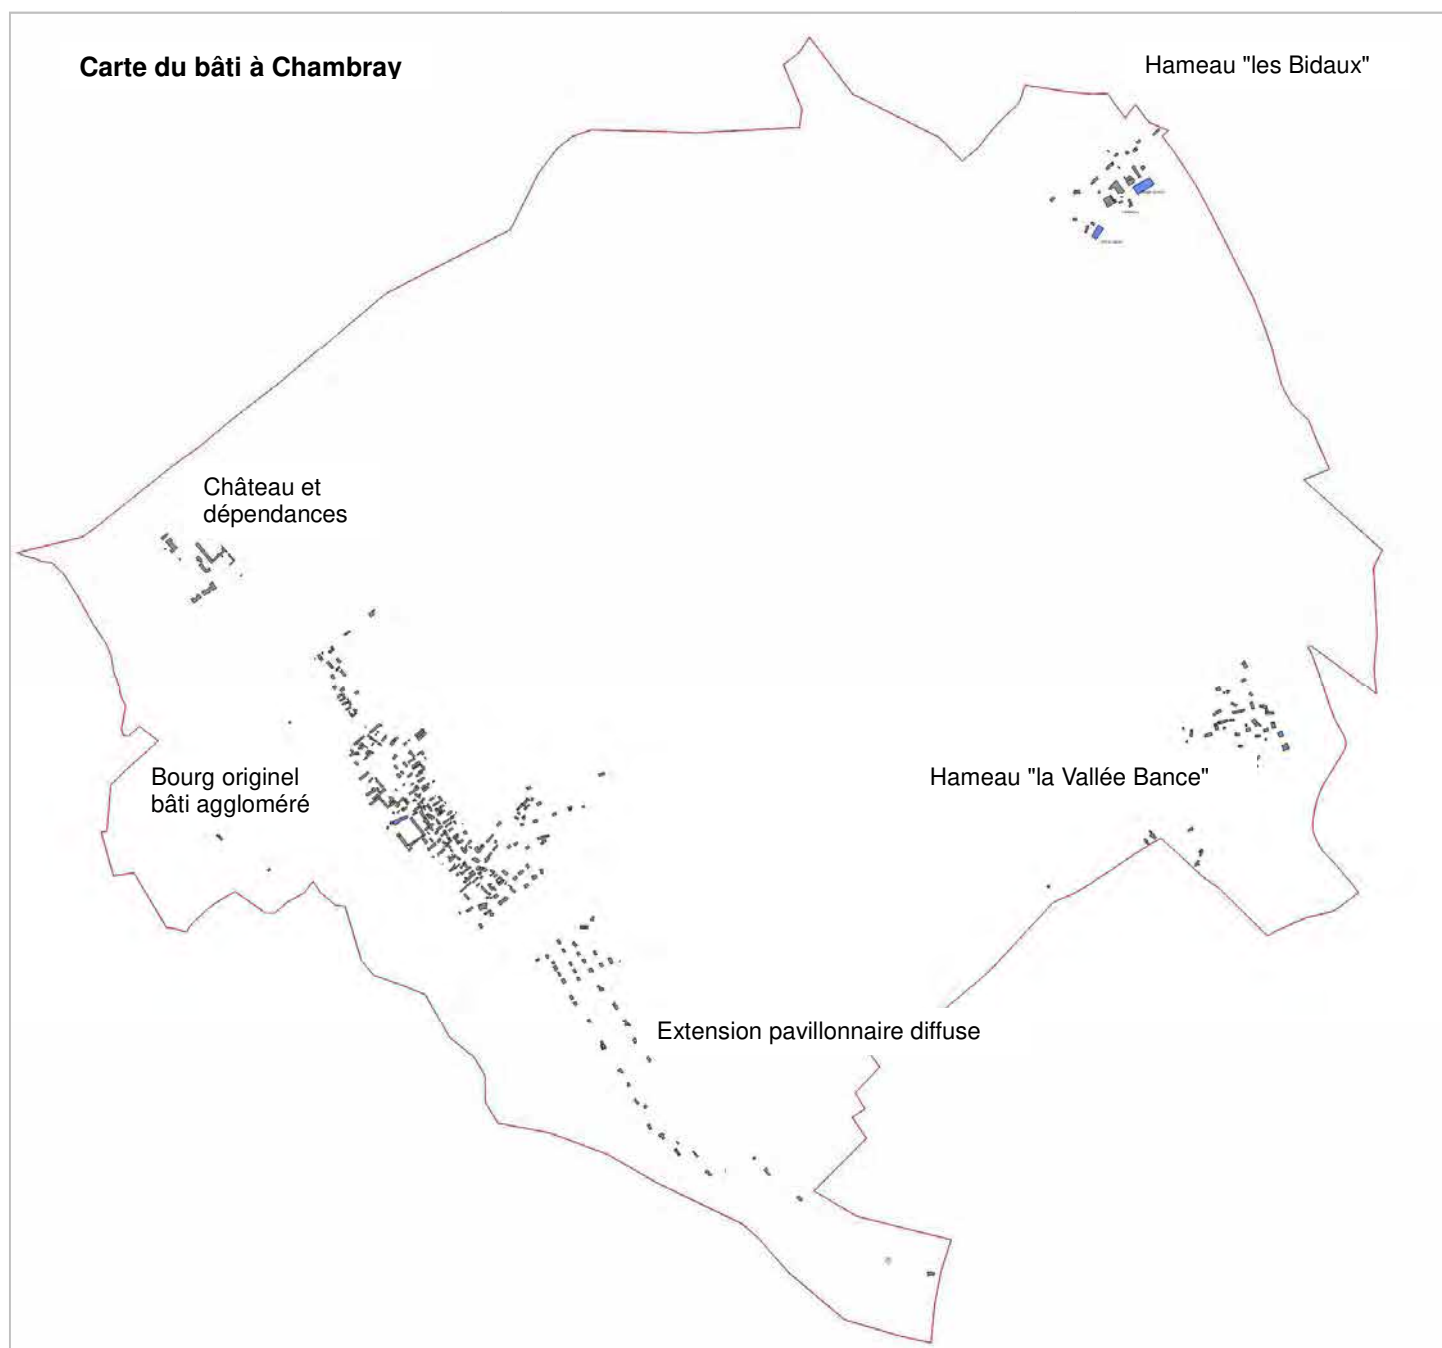 Carte du bâti à Chambray
Hameau "les Bidaux"
Château et
dépendances
Bourg originel
bâti aggloméré
Hameau "la Vallée Bance"
Extension pavillonnaire diffuse